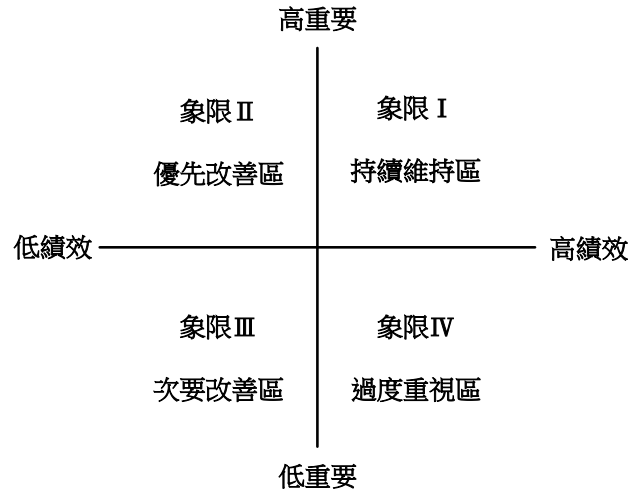 高重要
象限Ⅱ
象限Ⅰ
優先改善區
持續維持區
低績效
高績效
象限Ⅲ
象限Ⅳ
次要改善區
過度重視區
低重要